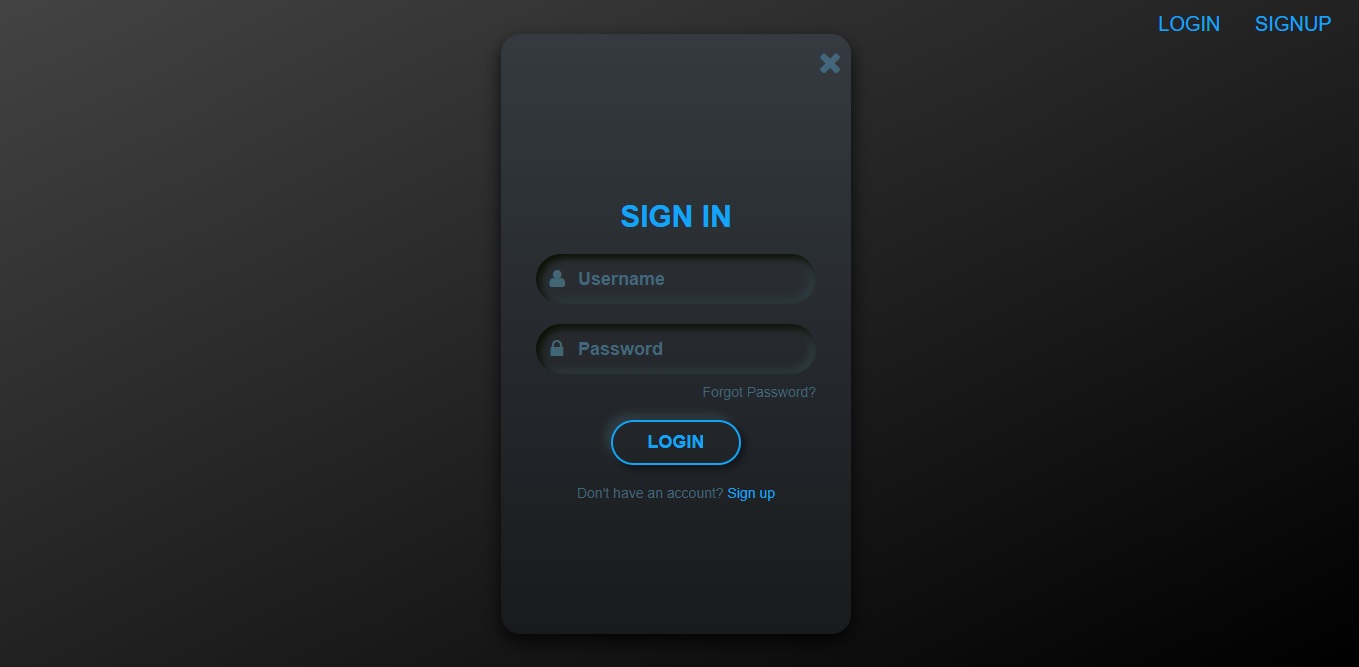 LOGIN SIGNUP
SIGN IN
Username
Password
Forgot Password?
LOGIN
Don't have an account? Sign up